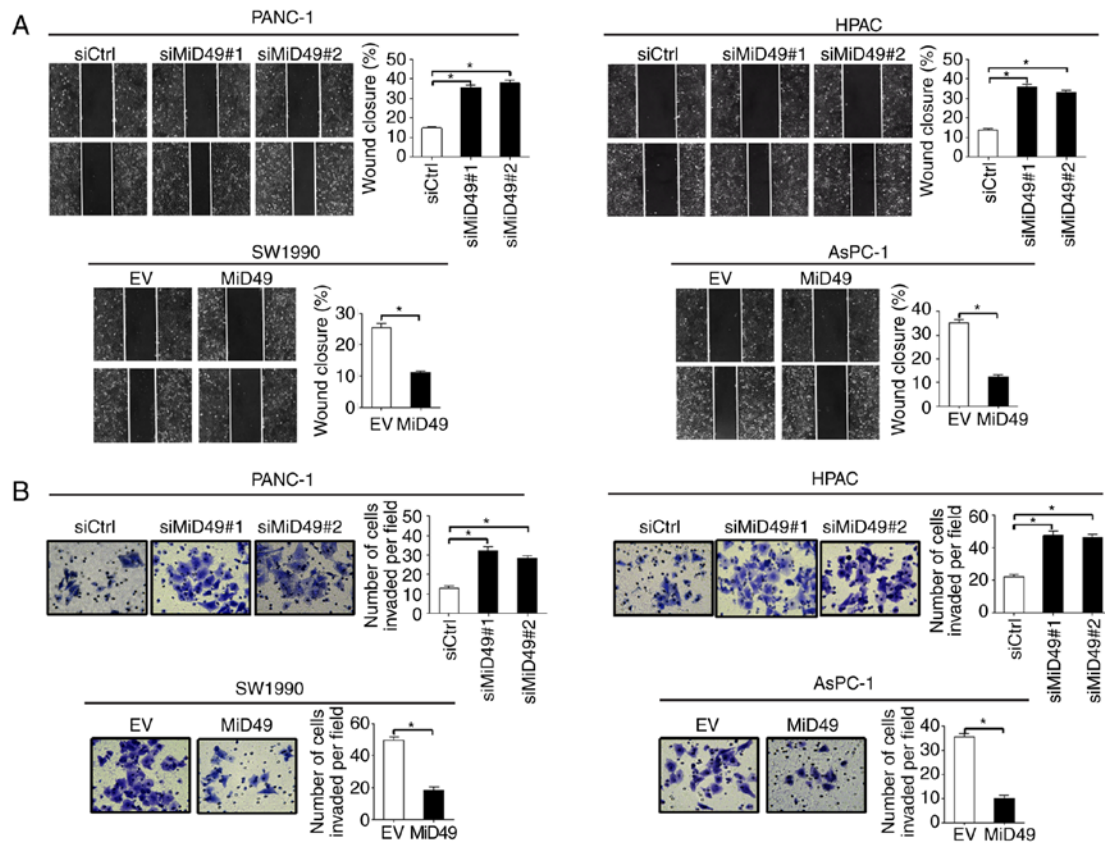 A
PANC-1
siCtrl siMiD49#1 siMiD49#2
Wound closure (%)
50
40
30
20
10
0
* *
siCtrl
siMiD49#1
siMiD49#2
HPAC
siCtrl siMiD49#1 siMiD49#2
Wound closure (%)
50
40
30
20
10
0
* *
siCtrl
siMiD49#1
siMiD49#2
SW1990
EV MiD49
Wound closure (%)
30
20
10
0
*
EV MiD49
AsPC-1
EV MiD49
Wound closure (%)
40
30
20
10
0
*
EV MiD49
B
PANC-1
siCtrl siMiD49#1 siMiD49#2
Number of cells
invaded per field
50
40
30
20
10
0
* *
siCtrl
siMiD49#1
siMiD49#2
HPAC
siCtrl siMiD49#1 siMiD49#2
Number of cells
invaded per field
60
40
20
0
* *
siCtrl
siMiD49#1
siMiD49#2
SW1990
EV MiD49
Number of cells
invaded per field
60
40
20
0
*
EV MiD49
AsPC-1
EV MiD49
Number of cells
invaded per field
40
30
20
10
0
*
EV MiD49